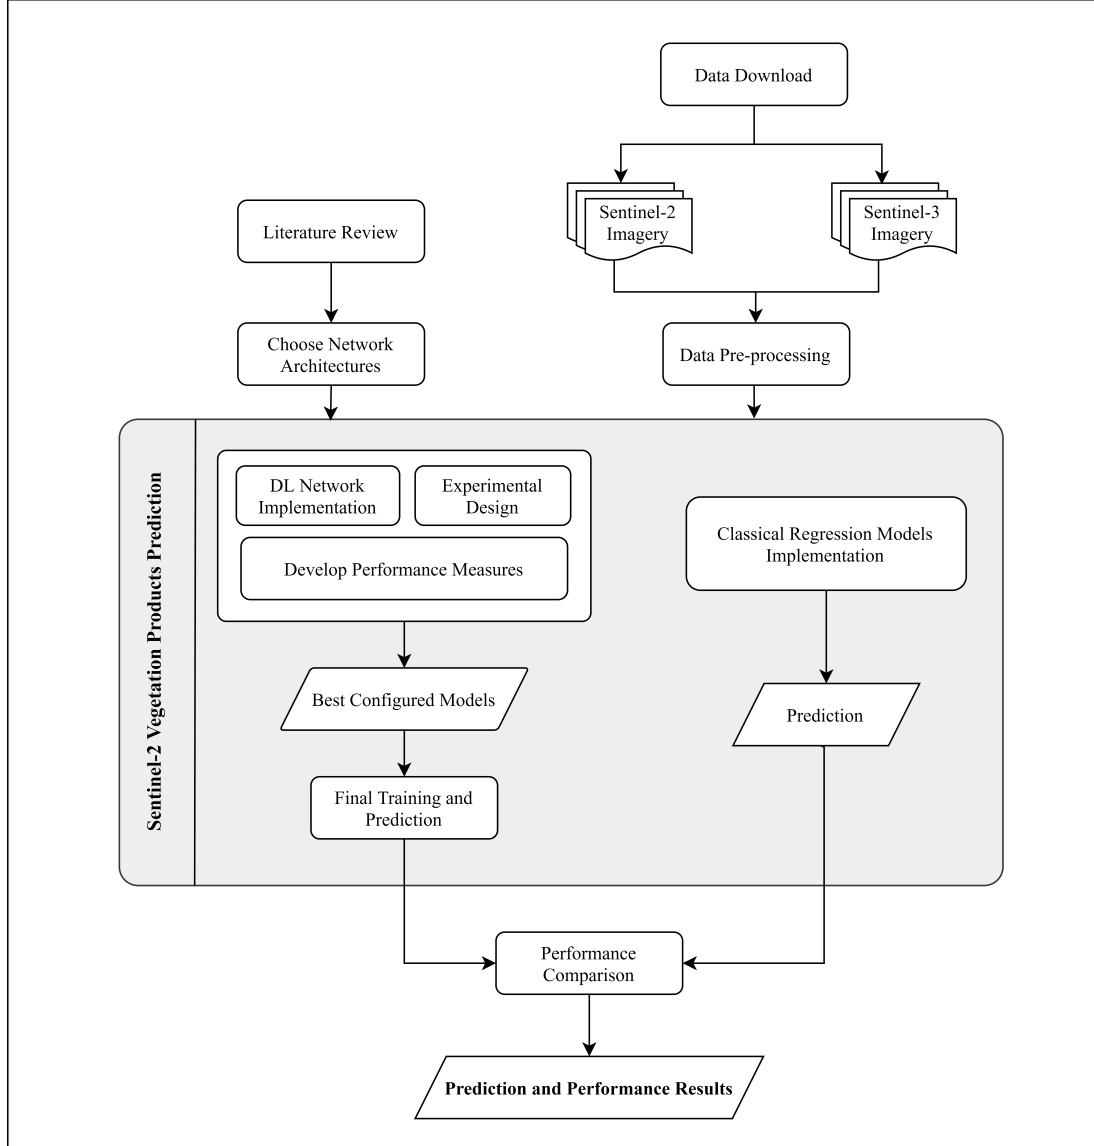 Data Download
Sentinel-2
Imagery
Sentinel-3
Imagery
Literature Review
Choose Network
Architectures
Data Pre-processing
Sentinel-2 Vegetation Products Prediction
DL Network
Implementation
Experimental
Design
Develop Performance Measures
Classical Regression Models
Implementation
Best Configured Models
Prediction
Final Training and
Prediction
Performance
Comparison
Prediction and Performance Results